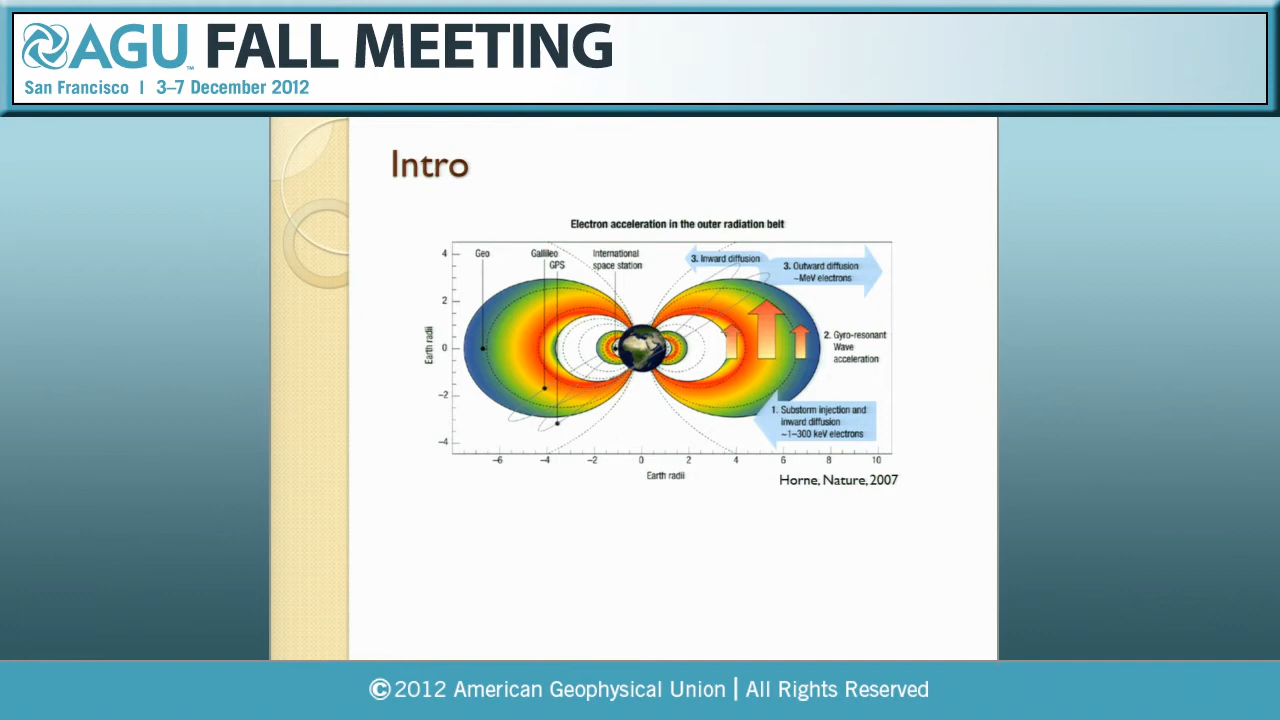 AGU™ FALL MEETING
San Francisco | 3–7 December 2012
Intro
Electron acceleration in the outer radiation belt
Geo
Gallileo
GPS
International
space station
3. Inward diffusion
3. Outward diffusion
~MeV electrons
2. Gyro-resonant
Wave
acceleration
1. Substorm injection and
inward diffusion
~1–300 keV electrons
4
2
0
−2
−4
Earth radii
−6
−4
−2
0
2
4
6
8
10
Earth radii
Horne, Nature, 2007
© 2012 American Geophysical Union | All Rights Reserved